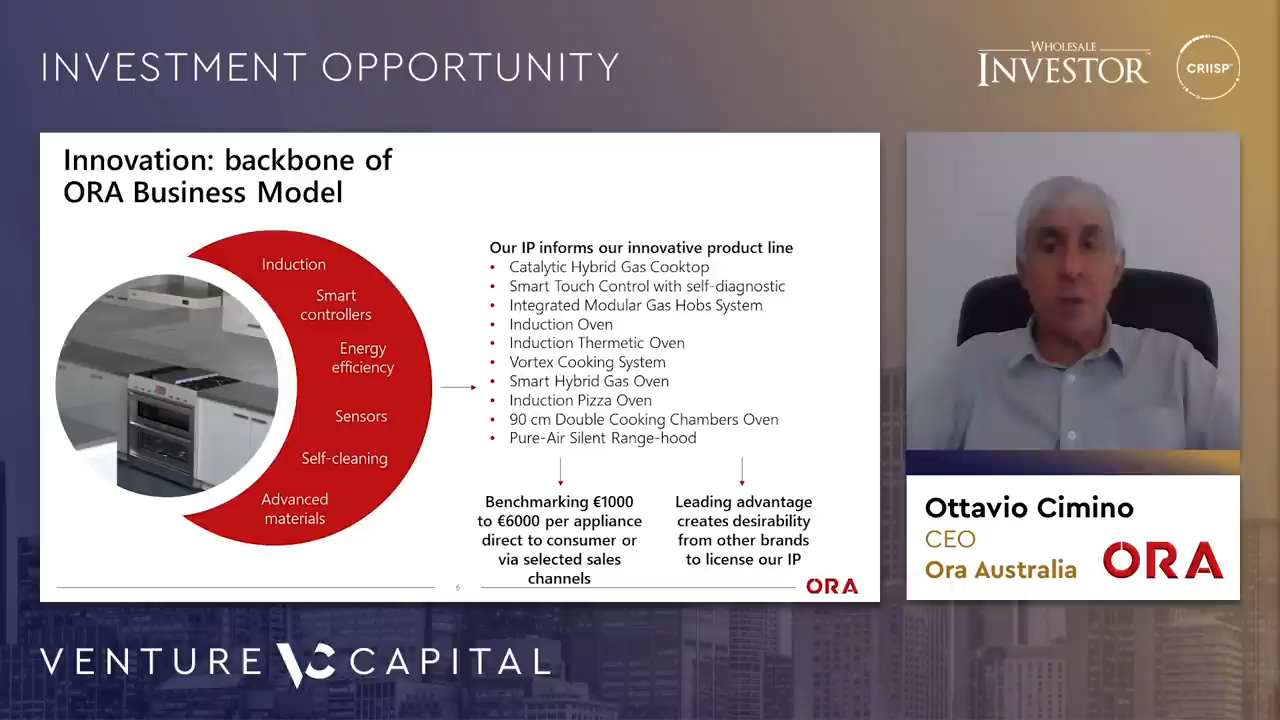 INVESTMENT OPPORTUNITY
WHOLESALE
INVESTOR
CRIISP™
Innovation: backbone of
ORA Business Model
Induction
Smart
controllers
Energy
efficiency
Sensors
Self-cleaning
Advanced
materials
Our IP informs our innovative product line
• Catalytic Hybrid Gas Cooktop
• Smart Touch Control with self-diagnostic
• Integrated Modular Gas Hobs System
• Induction Oven
• Induction Thermetic Oven
• Vortex Cooking System
• Smart Hybrid Gas Oven
• Induction Pizza Oven
• 90 cm Double Cooking Chambers Oven
• Pure-Air Silent Range-hood
Benchmarking €1000
to €6000 per appliance
direct to consumer or
via selected sales
channels
Leading advantage
creates desirability
from other brands
to license our IP
6
ORA
Ottavio Cimino
CEO
Ora Australia
ORA
VENTURE VC CAPITAL